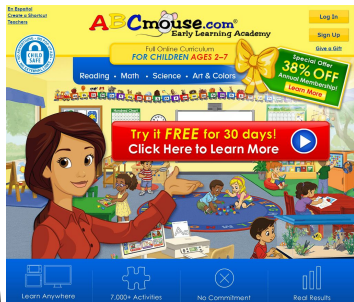 En Español
Create a Shortcut
Teachers
ABCmouse.com®
Early Learning Academy
Log In
Sign Up
Give a Gift
Full Online Curriculum
FOR CHILDREN AGES 2–7
CHILD
SAFE
Special Offer
38% OFF
Annual Membership!
Learn More
Reading • Math • Science • Art & Colors
Try it FREE for 30 days!
Click Here to Learn More
Learn Anywhere
7,000+ Activities
No Commitment
Real Results